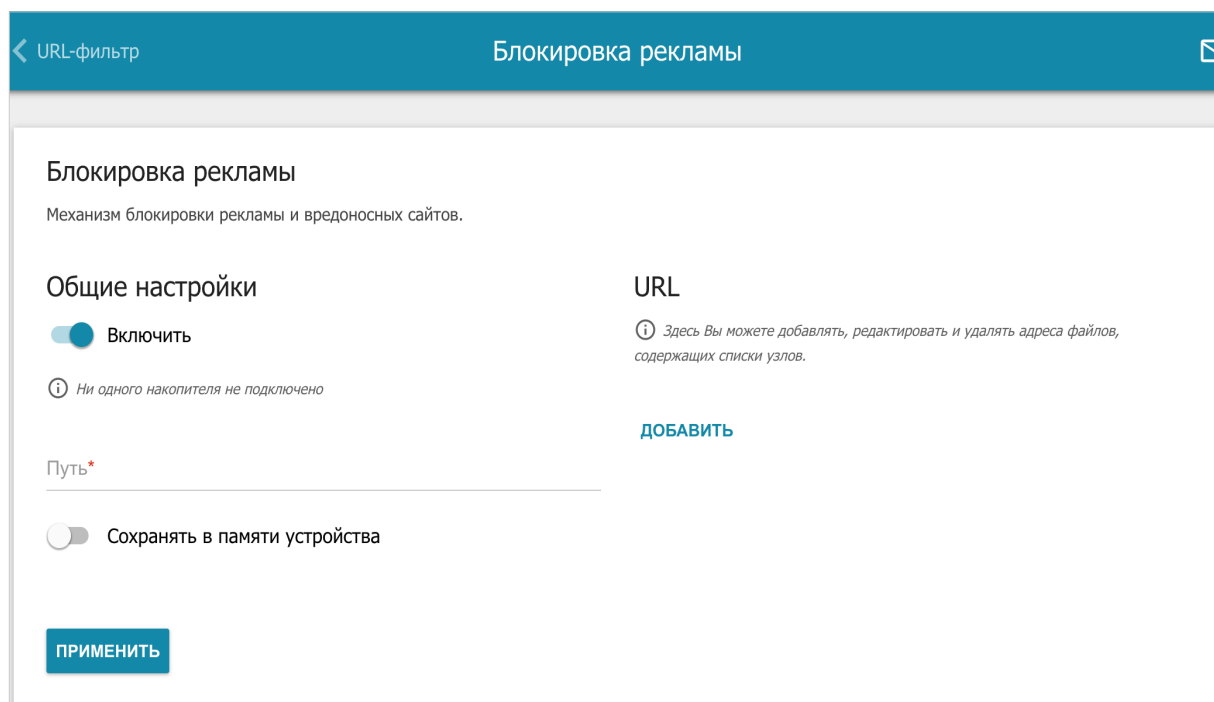 URL-фильтр
Блокировка рекламы
Блокировка рекламы
Механизм блокировки рекламы и вредоносных сайтов.
Общие настройки
Включить
Ни одного накопителя не подключено
Путь*
Сохранять в памяти устройства
ПРИМЕНИТЬ
URL
Здесь Вы можете добавлять, редактировать и удалять адреса файлов,
содержащих списки узлов.
ДОБАВИТЬ